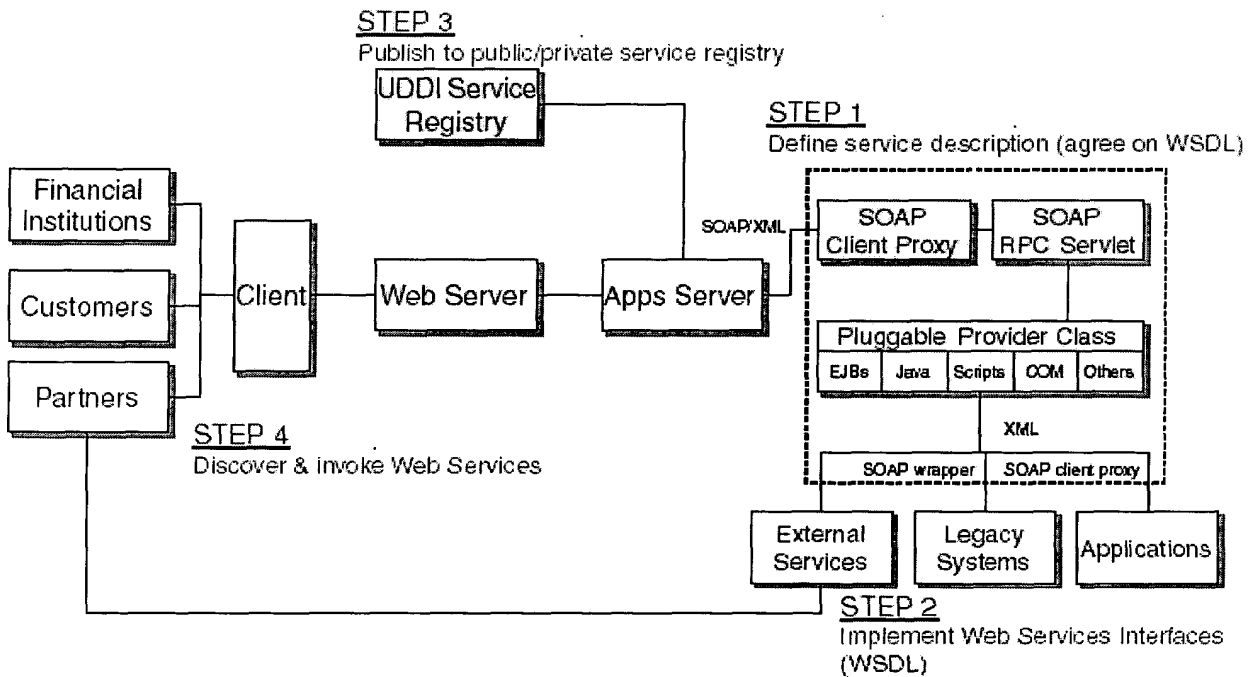 STEP 3
Publish to public/private service registry
UDDI Service
Registry
STEP 1
Define service description (agree on WSDL)
Financial
Institutions
Customers
Partners
Client
Web Server
Apps Server
SOAP/XML
SOAP
Client Proxy
SOAP
RPC Servlet
Pluggable Provider Class
EJBs
Java
Scripts
COM
Others
XML
SOAP wrapper
SOAP client proxy
STEP 4
Discover & invoke Web Services
External
Services
Legacy
Systems
Applications
STEP 2
Implement Web Services Interfaces
(WSDL)